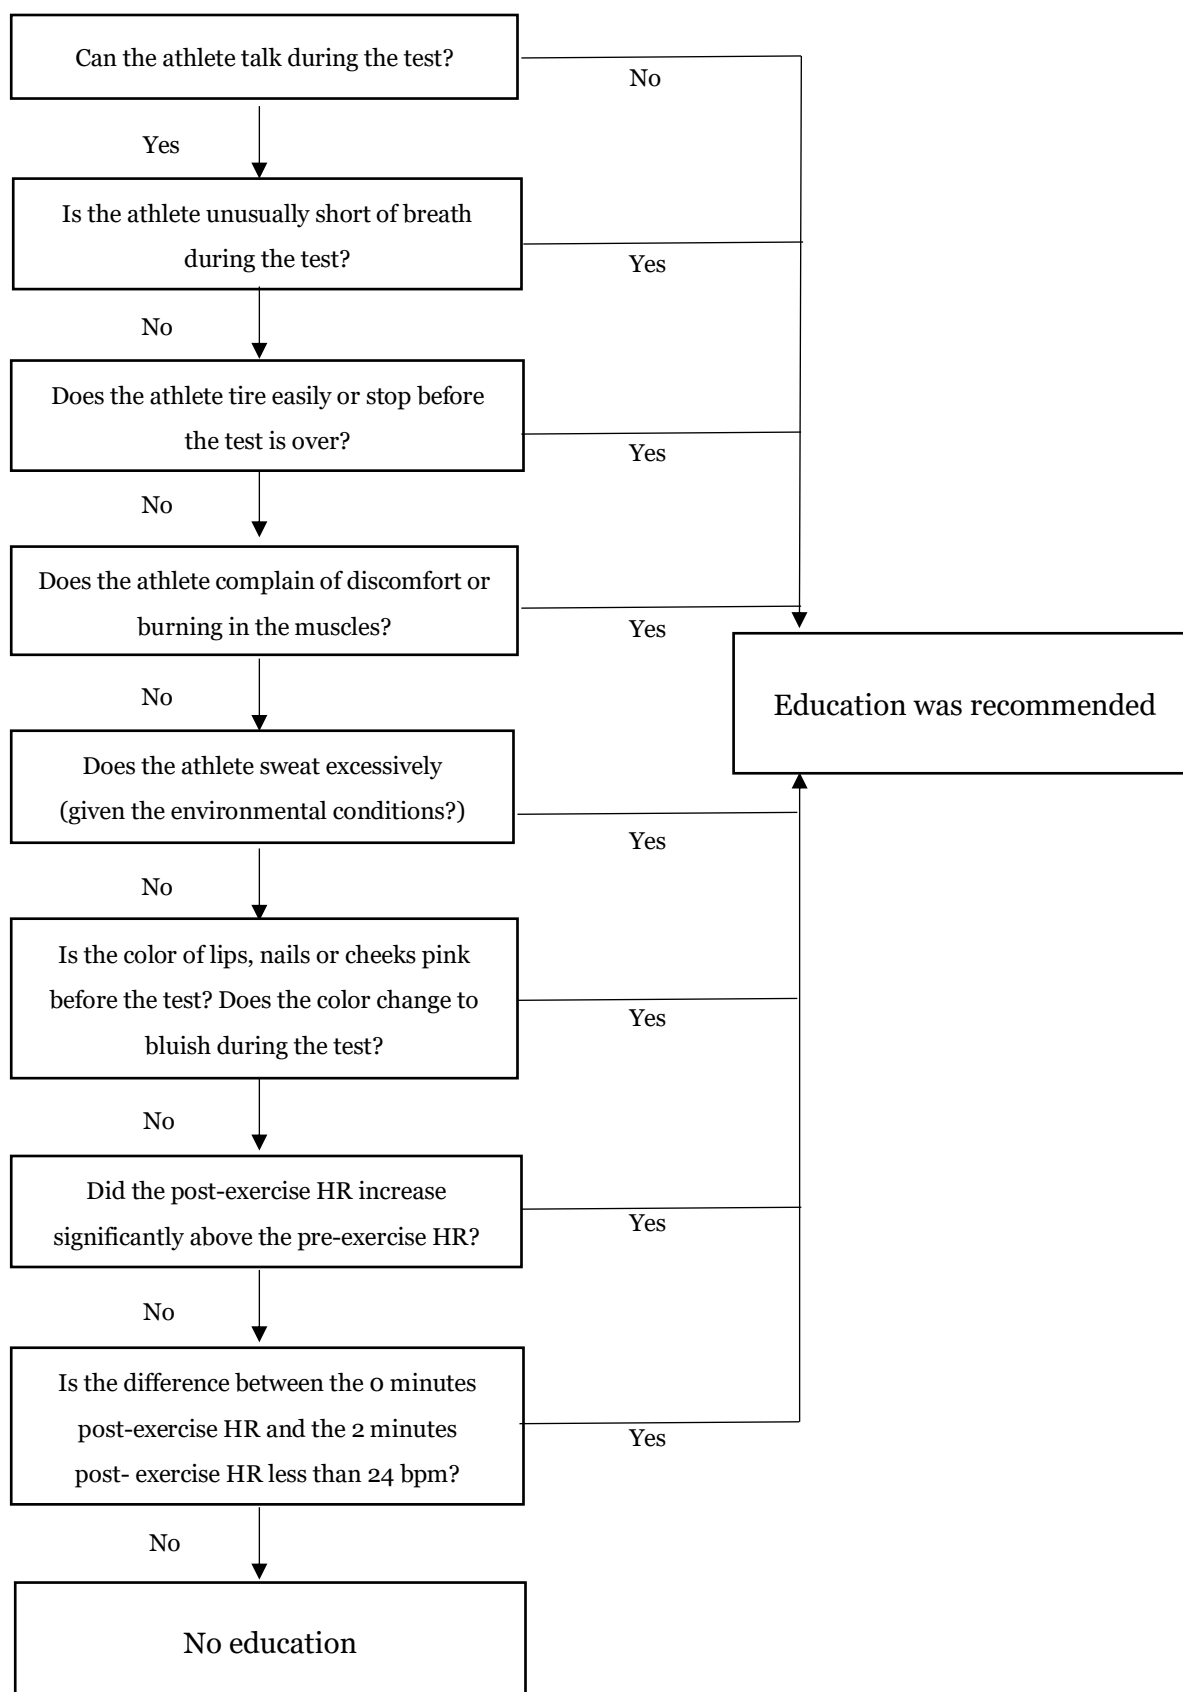 Can the athlete talk during the test?
No
Yes
Is the athlete unusually short of breath
during the test?
Yes
No
Does the athlete tire easily or stop before
the test is over?
Yes
No
Does the athlete complain of discomfort or
burning in the muscles?
Yes
Education was recommended
No
Does the athlete sweat excessively
(given the environmental conditions?)
Yes
No
Is the color of lips, nails or cheeks pink
before the test? Does the color change to
bluish during the test?
Yes
No
Did the post-exercise HR increase
significantly above the pre-exercise HR?
Yes
No
Is the difference between the 0 minutes
post-exercise HR and the 2 minutes
post- exercise HR less than 24 bpm?
Yes
No
No education